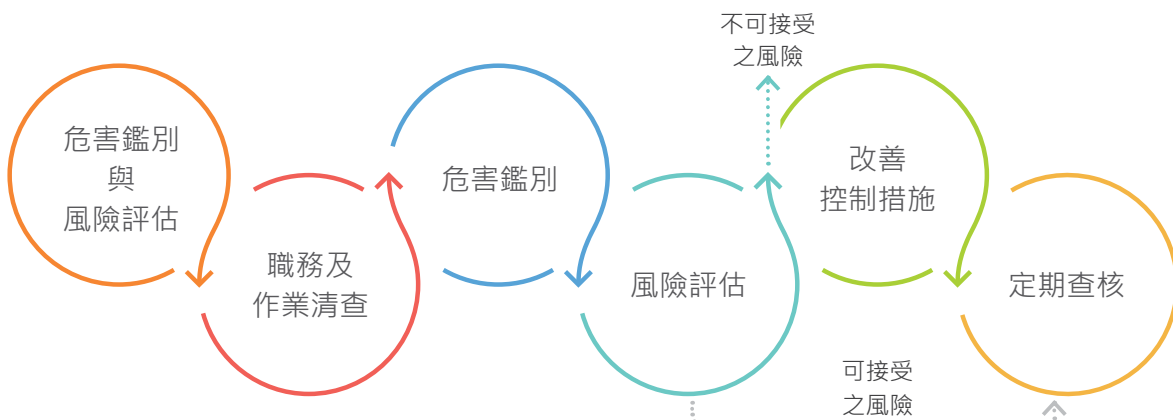 危害鑑別
與
風險評估
職務及
作業清查
危害鑑別
風險評估
不可接受
之風險
改善
控制措施
定期查核
可接受
之風險